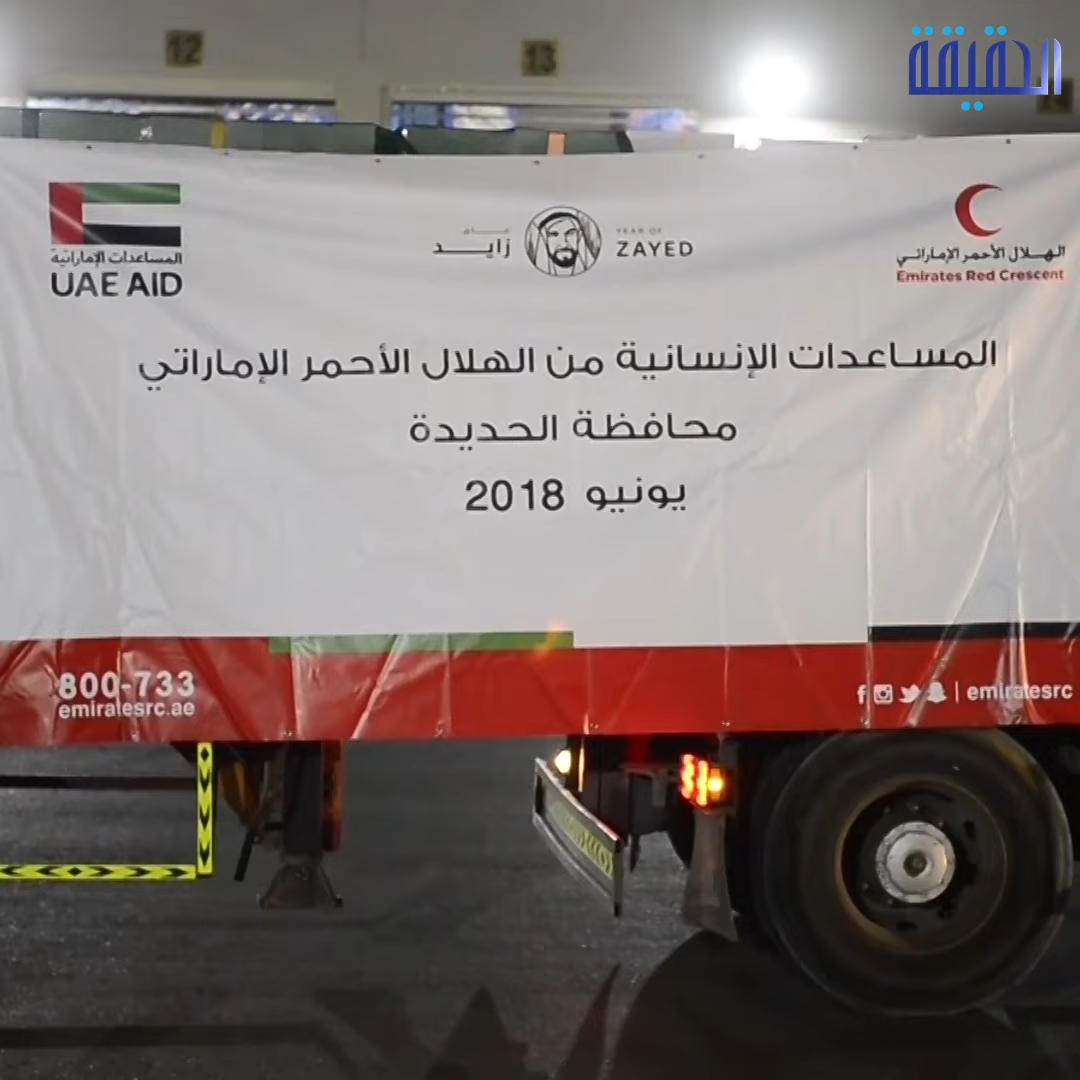 الحقيقة
12
13
المساعدات الإماراتية
UAE AID
عام
زايد
YEAR OF
ZAYED
الهلال الأحمر الإماراتي
Emirates Red Crescent
المساعدات الإنسانية من الهلال الأحمر الإماراتي
محافظة الحديدة
يونيو 2018
800-733
emiratesrc.ae
emiratesrc